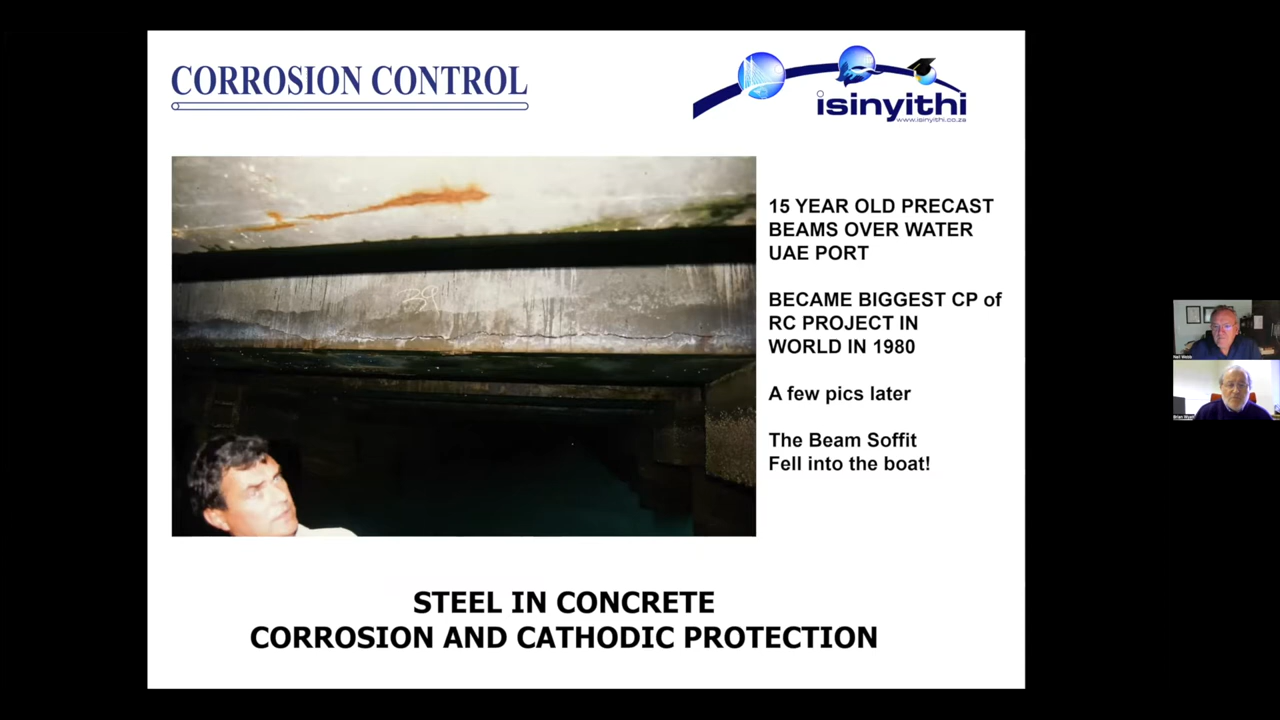 CORROSION CONTROL
isinyithi
www.isinyithi.co.za
39
15 YEAR OLD PRECAST
BEAMS OVER WATER
UAE PORT
BECAME BIGGEST CP of
RC PROJECT IN
WORLD IN 1980
A few pics later
The Beam Soffit
Fell into the boat!
STEEL IN CONCRETE
CORROSION AND CATHODIC PROTECTION